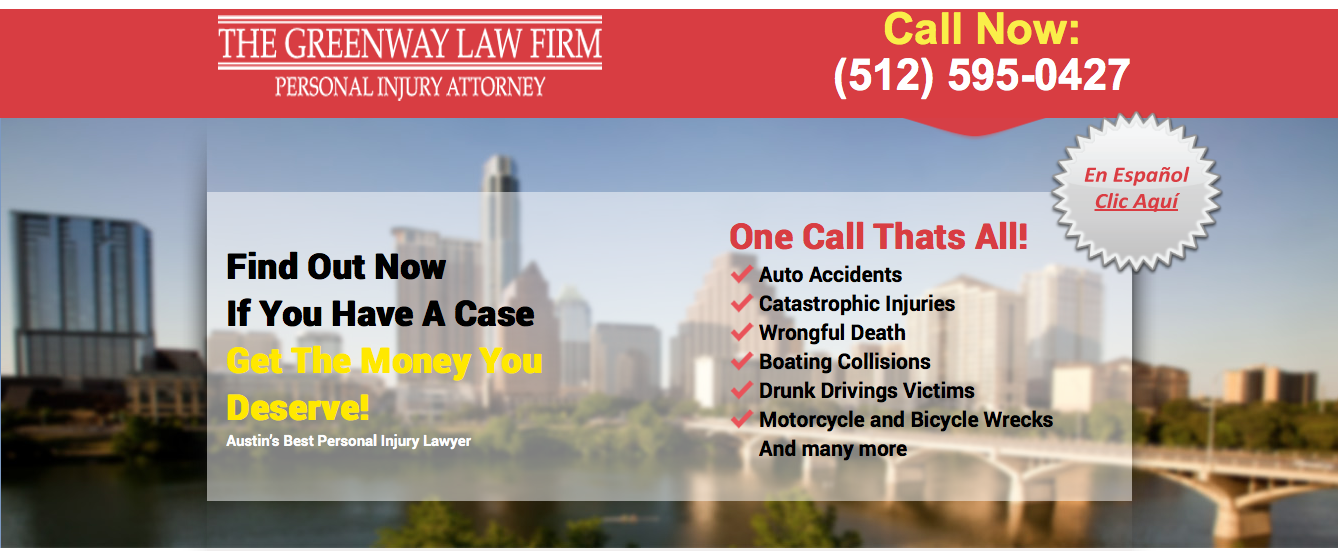 THE GREENWAY LAW FIRM
PERSONAL INJURY ATTORNEY
Call Now:
(512) 595-0427
En Español
Clic Aquí
Find Out Now
If You Have A Case
Get The Money You
Deserve!
Austin's Best Personal Injury Lawyer
One Call Thats All!
Auto Accidents
Catastrophic Injuries
Wrongful Death
Boating Collisions
Drunk Drivings Victims
Motorcycle and Bicycle Wrecks
And many more